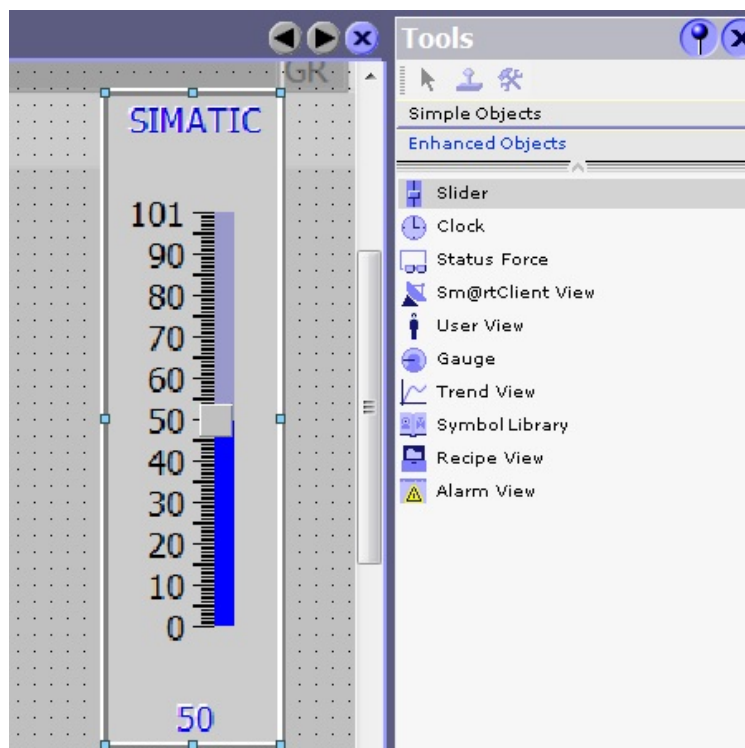 GR
SIMATIC
101
90
80
70
60
50
40
30
20
10
0
50
Tools
Simple Objects
Enhanced Objects
Slider
Clock
Status Force
Sm@rtClient View
User View
Gauge
Trend View
Symbol Library
Recipe View
Alarm View